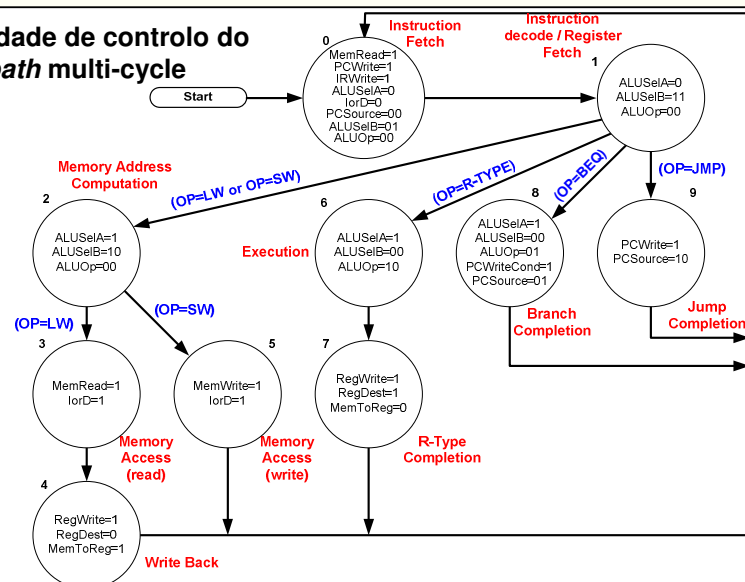 dade de controlo do
path multi-cycle
Start
0
MemRead=1
PCWrite=1
IRWrite=1
ALUSelA=0
IorD=0
PCSource=00
ALUSelB=01
ALUOp=00
Instruction
Fetch
Instruction
decode / Register
Fetch
1
ALUSelA=0
ALUSelB=11
ALUOp=00
(OP=LW or OP=SW)
(OP=R-TYPE)
(OP=BEQ)
(OP=JMP)
Memory Address
Computation
2
ALUSelA=1
ALUSelB=10
ALUOp=00
6
Execution
ALUSelA=1
ALUSelB=00
ALUOp=10
8
ALUSelA=1
ALUSelB=00
ALUOp=01
PCWriteCond=1
PCSource=01
Branch
Completion
9
PCWrite=1
PCSource=10
Jump
Completion
(OP=LW)
(OP=SW)
3
MemRead=1
IorD=1
Memory
Access
(read)
5
MemWrite=1
IorD=1
Memory
Access
(write)
7
RegWrite=1
RegDest=1
MemToReg=0
R-Type
Completion
4
RegWrite=1
RegDest=0
MemToReg=1
Write Back